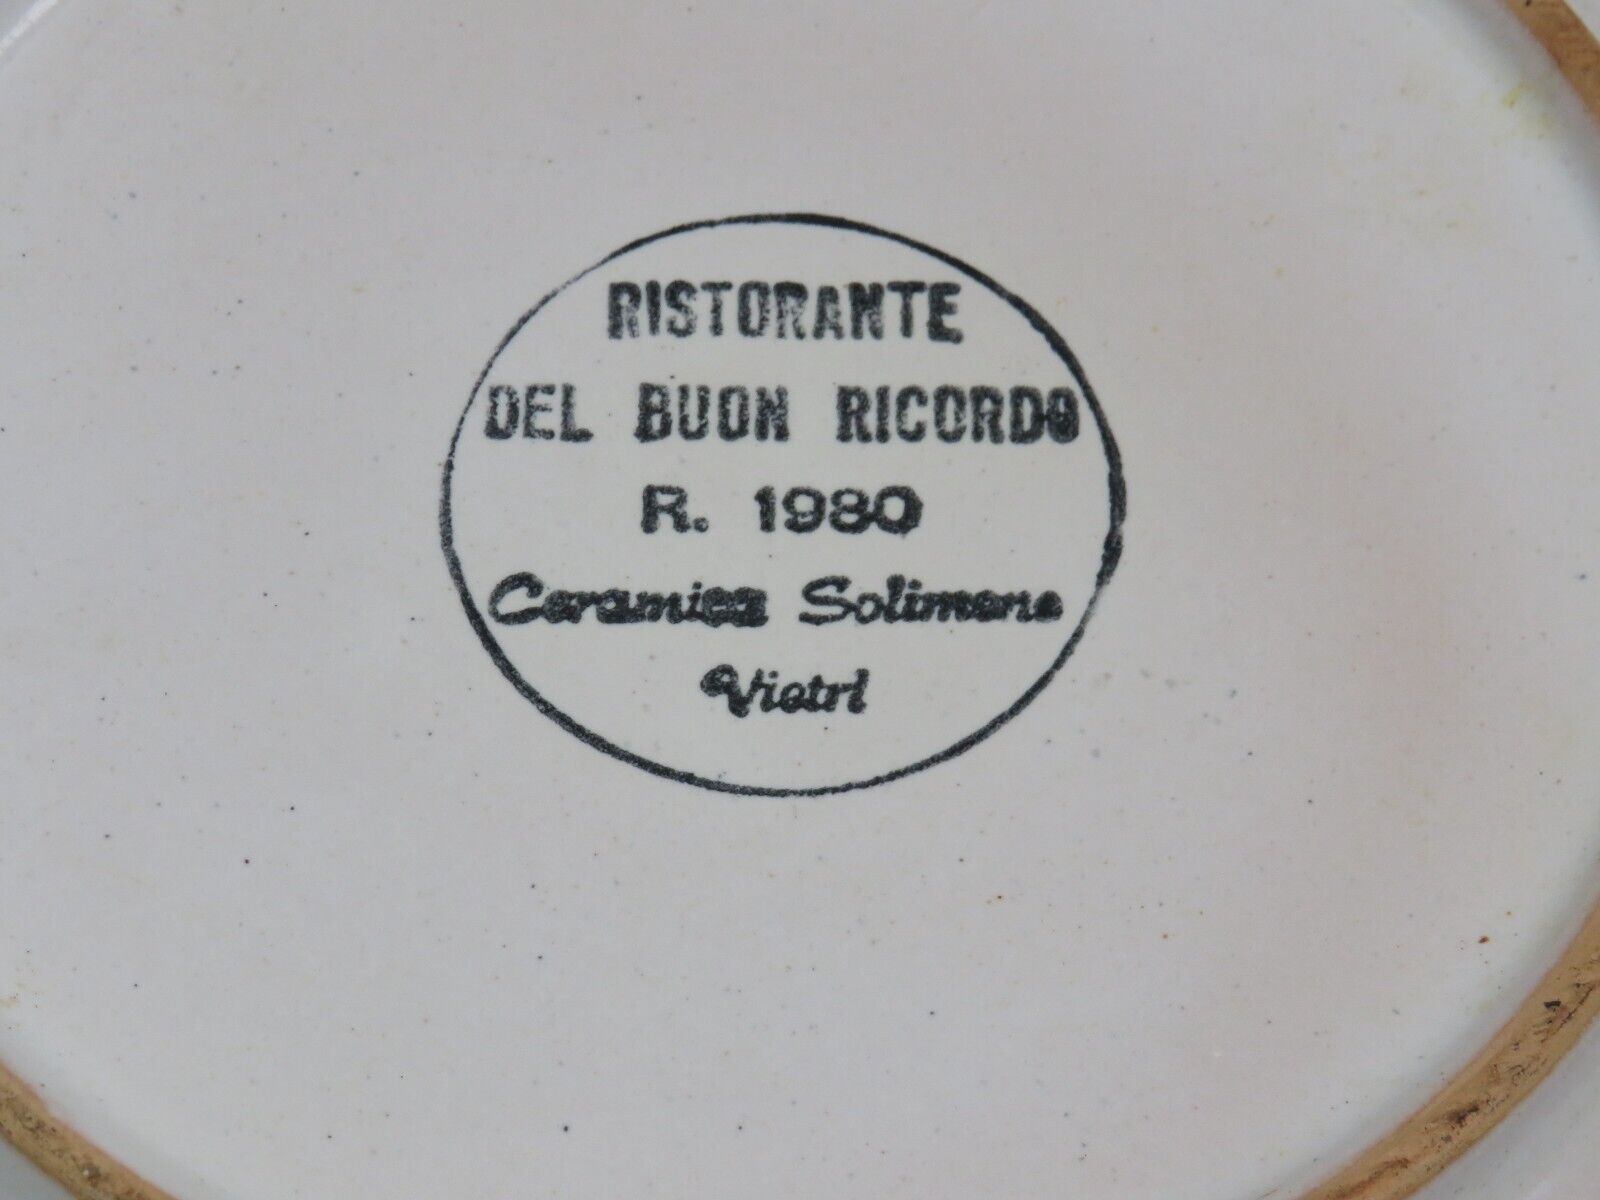 RISTORANTE
DEL BUON RICORDO
R. 1980
Ceramica Solimene
Vietri